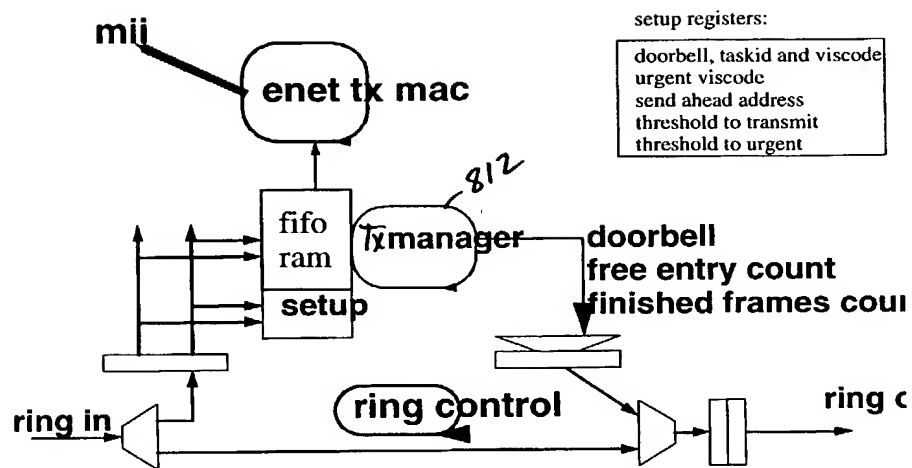 mii
enet tx mac
setup registers:
doorbell, taskid and viscode
urgent viscode
send ahead address
threshold to transmit
threshold to urgent
812
fifo
ram
Txmanager
setup
doorbell
free entry count
finished frames cou
ring in
ring control
ring